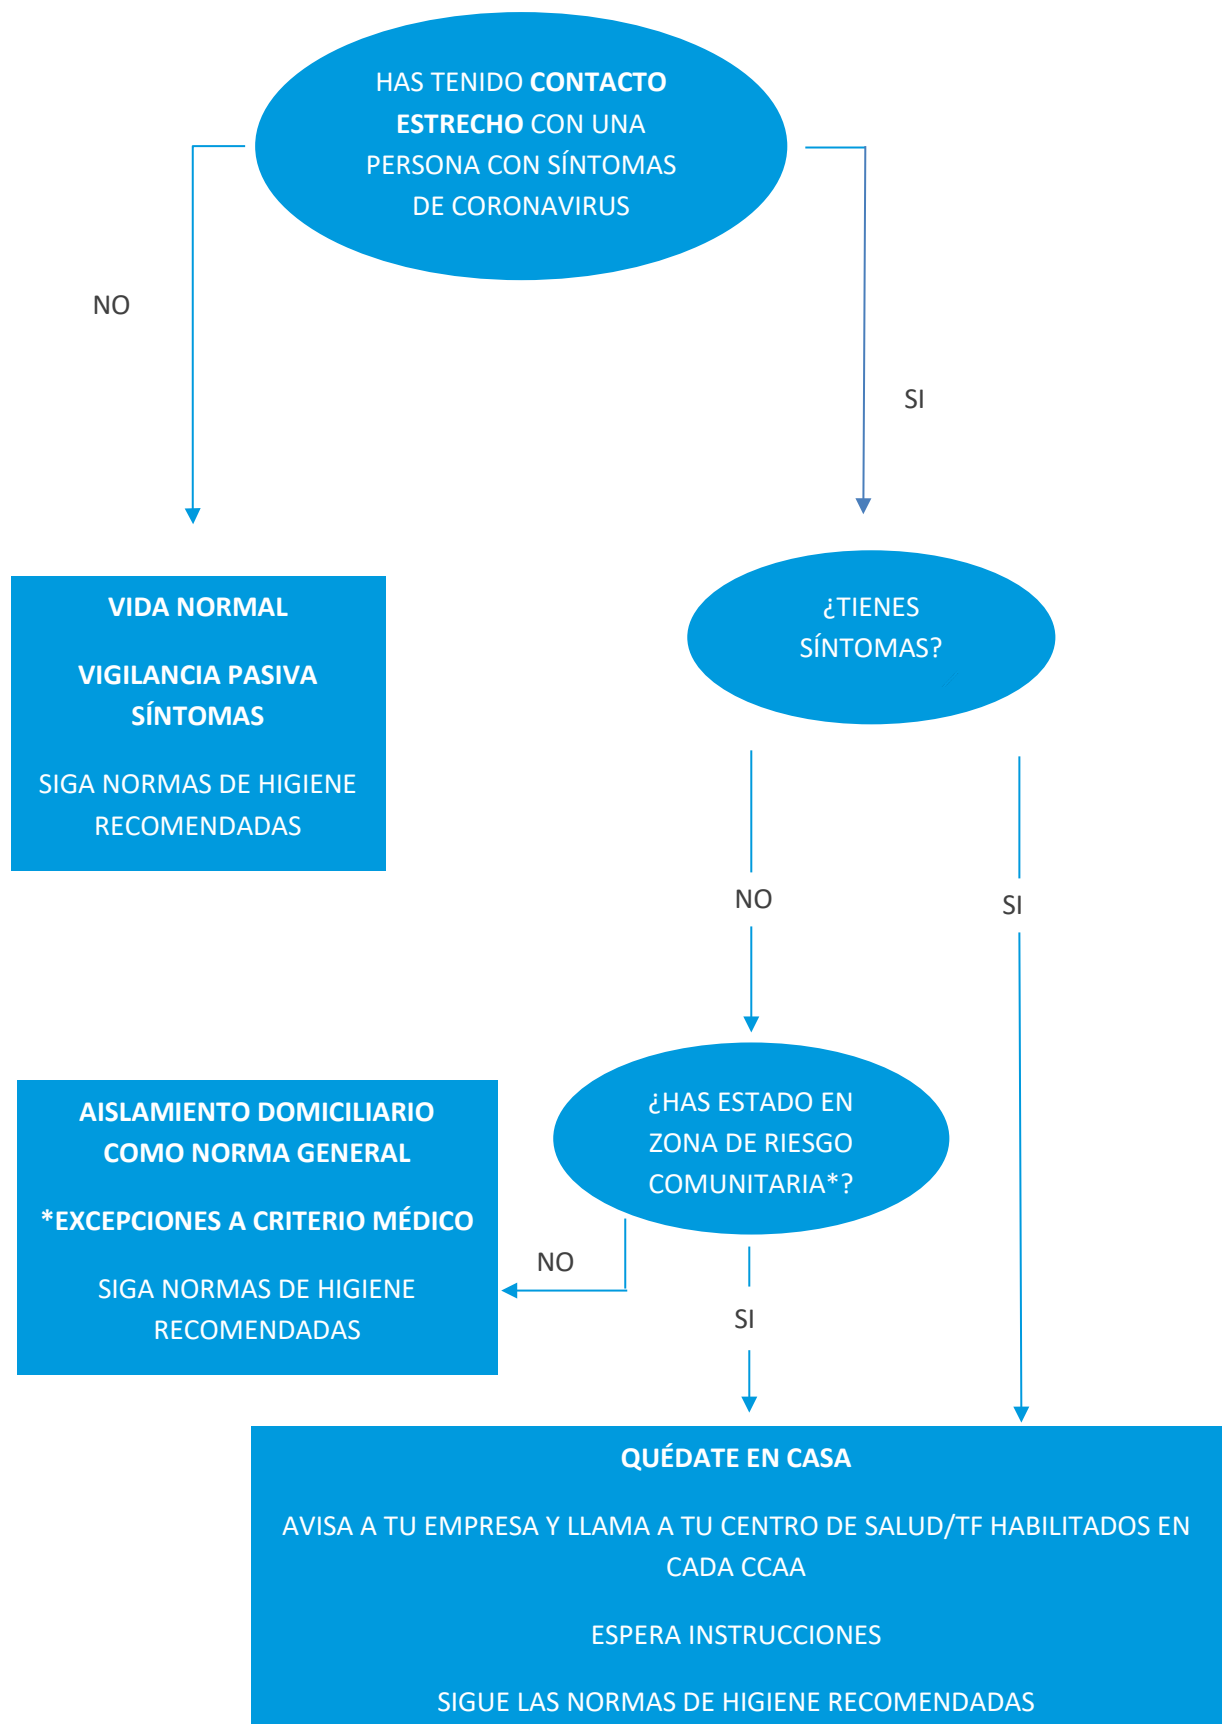 HAS TENIDO CONTACTO
ESTRECHO CON UNA
PERSONA CON SÍNTOMAS
DE CORONAVIRUS
NO
SI
VIDA NORMAL
VIGILANCIA PASIVA
SÍNTOMAS
SIGA NORMAS DE HIGIENE
RECOMENDADAS
¿TIENES
SÍNTOMAS?
NO
SI
¿HAS ESTADO EN
ZONA DE RIESGO
COMUNITARIA*?
AISLAMIENTO DOMICILIARIO
COMO NORMA GENERAL
*EXCEPCIONES A CRITERIO MÉDICO
SIGA NORMAS DE HIGIENE
RECOMENDADAS
NO
SI
QUÉDATE EN CASA
AVISA A TU EMPRESA Y LLAMA A TU CENTRO DE SALUD/TF HABILITADOS EN
CADA CCAA
ESPERA INSTRUCCIONES
SIGUE LAS NORMAS DE HIGIENE RECOMENDADAS